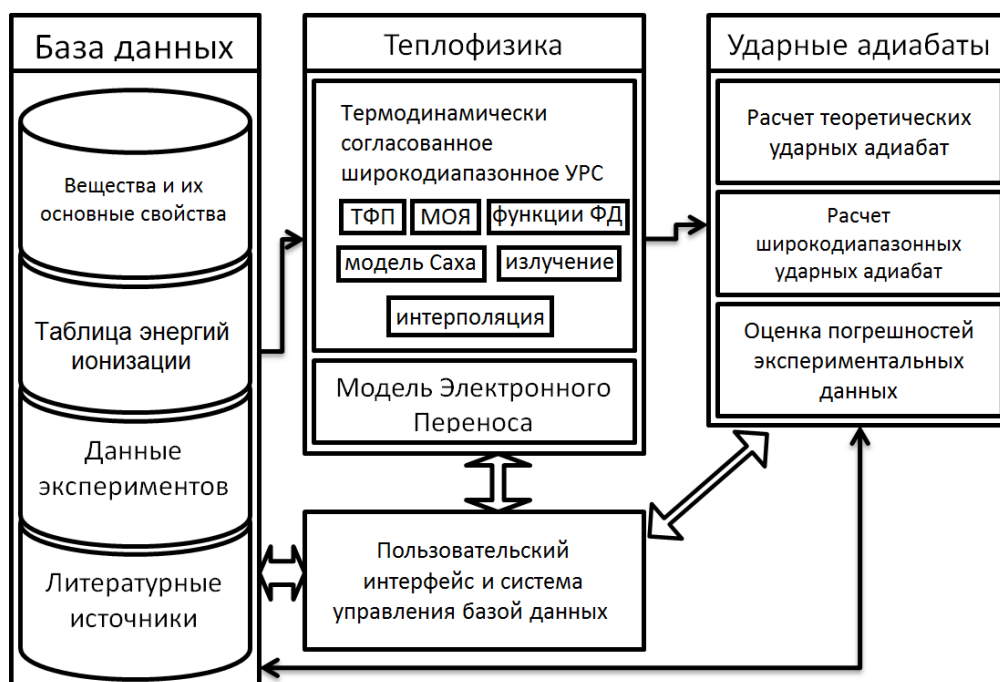 База данных
Вещества и их
основные свойства
Таблица энергий
ионизации
Данные
экспериментов
Литературные
источники
Теплофизика
Термодинамически
согласованное
широкодиапазонное УРС
ТФП МОЯ функции ФД
модель Саха излучение
интерполяция
Модель Электронного
Переноса
Пользовательский
интерфейс и система
управления базой данных
Ударные адиабаты
Расчет теоретических
ударных адиабат
Расчет
широкодиапазонных
ударных адиабат
Оценка погрешностей
экспериментальных
данных